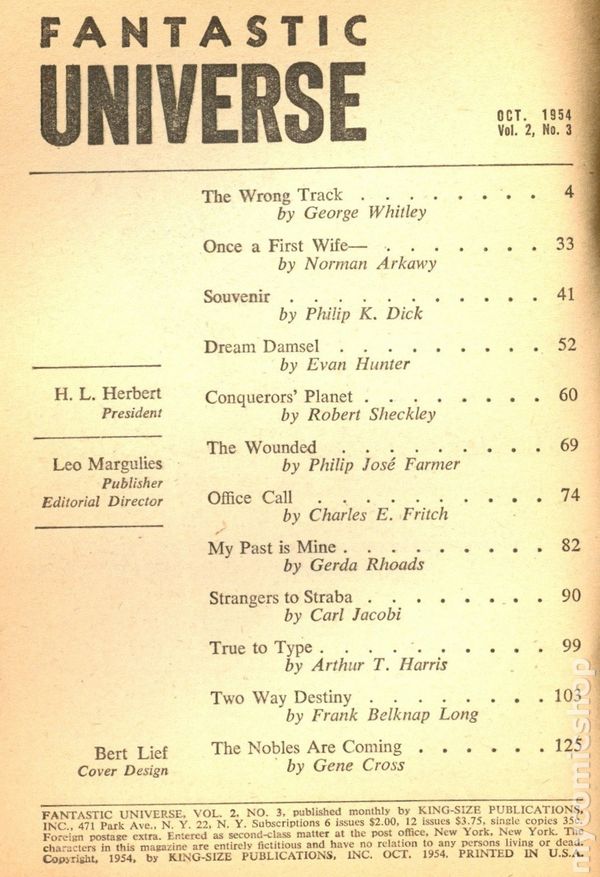 FANTASTIC
UNIVERSE
OCT. 1954
Vol. 2, No. 3
The Wrong Track . . . . . . . . 4
by George Whitley
Once a First Wife— . . . . . . . 33
by Norman Arkawy
Souvenir . . . . . . . . . . . 41
by Philip K. Dick
Dream Damsel . . . . . . . . . 52
by Evan Hunter
Conquerors' Planet . . . . . . . . 60
by Robert Sheckley
The Wounded . . . . . . . . . 69
by Philip José Farmer
Office Call . . . . . . . . . . 74
by Charles E. Fritch
My Past is Mine . . . . . . . . . 82
by Gerda Rhoads
Strangers to Straba . . . . . . . . 90
by Carl Jacobi
True to Type . . . . . . . . . . 99
by Arthur T. Harris
Two Way Destiny . . . . . . . . 103
by Frank Belknap Long
The Nobles Are Coming . . . . . . 125
by Gene Cross
H. L. Herbert
President
Leo Margulies
Publisher
Editorial Director
Bert Lief
Cover Design
FANTASTIC UNIVERSE, VOL. 2, NO. 3, published monthly by KING-SIZE PUBLICATIONS,
INC., 471 Park Ave., N. Y. 22, N. Y. Subscriptions 6 issues $2.00, 12 issues $3.75, single copies 35¢.
Foreign postage extra. Entered as second-class matter at the post office, New York, New York. The
characters in this magazine are entirely fictitious and have no relation to any persons living or dead.
Copyright, 1954, by KING-SIZE PUBLICATIONS, INC. OCT. 1954. PRINTED IN U.S.A.
mycomicshop